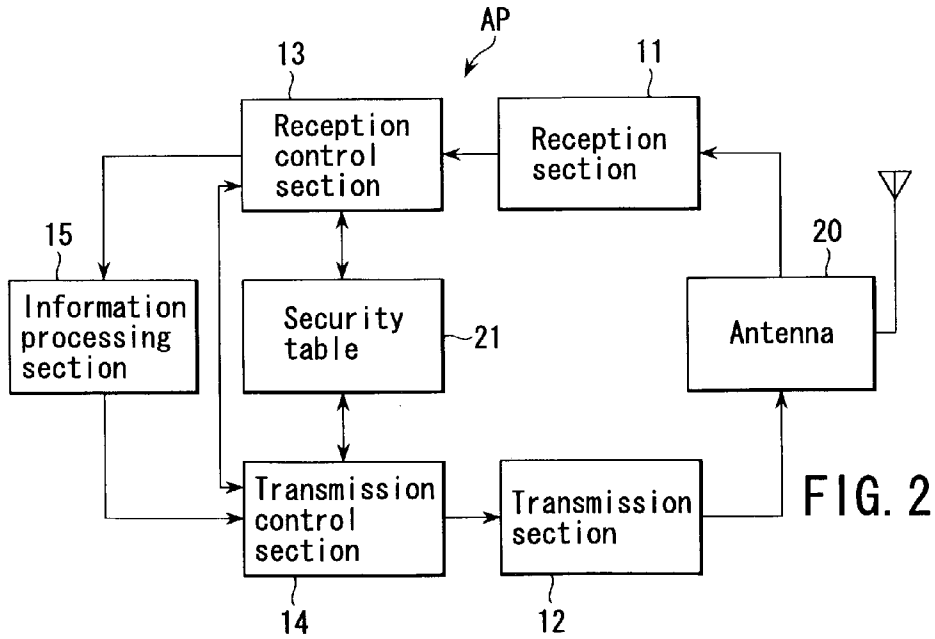 AP
13
11
Reception
control
section
Reception
section
15
20
Information
processing
section
Security
table
21
Antenna
Transmission
control
section
Transmission
section
FIG. 2
14
12